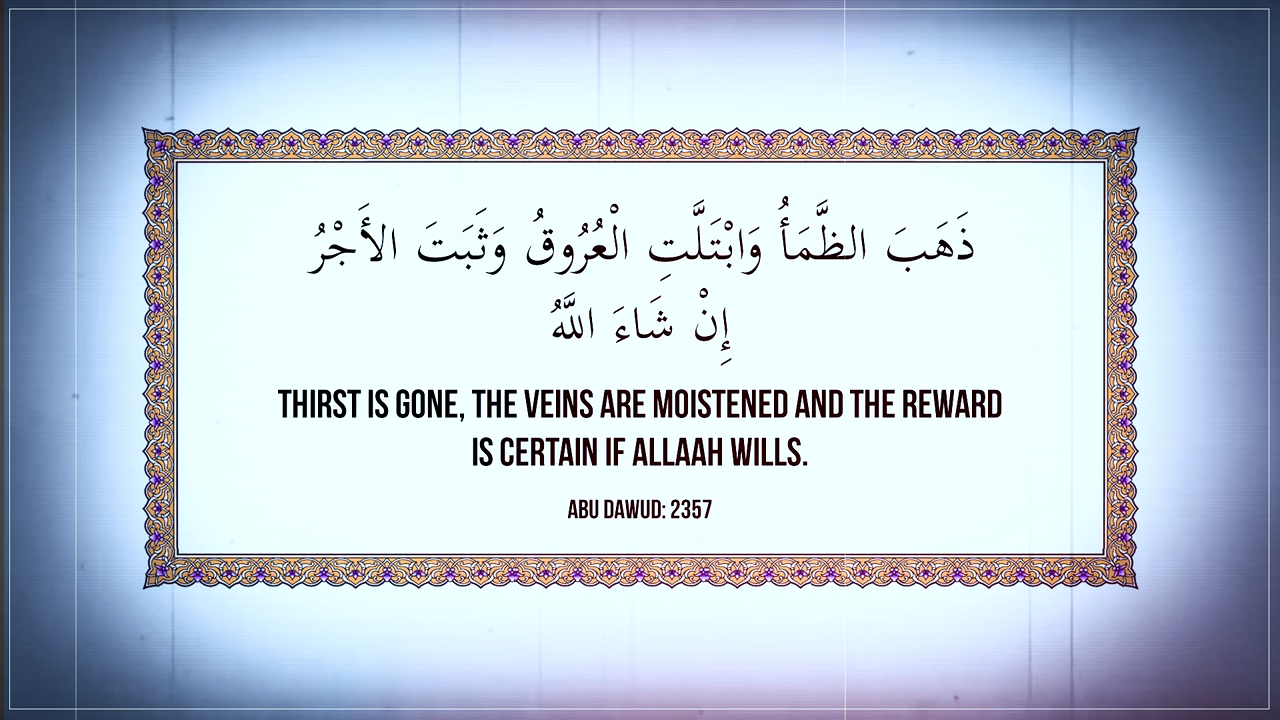 ذَهَبَ الظَّمَأُ وَابْتَلَّتِ الْعُرُوقُ وَثَبَتَ الأَجْرُ
إِنْ شَاءَ اللَّهُ
THIRST IS GONE, THE VEINS ARE MOISTENED AND THE REWARD
IS CERTAIN IF ALLAAH WILLS.
ABU DAWUD: 2357